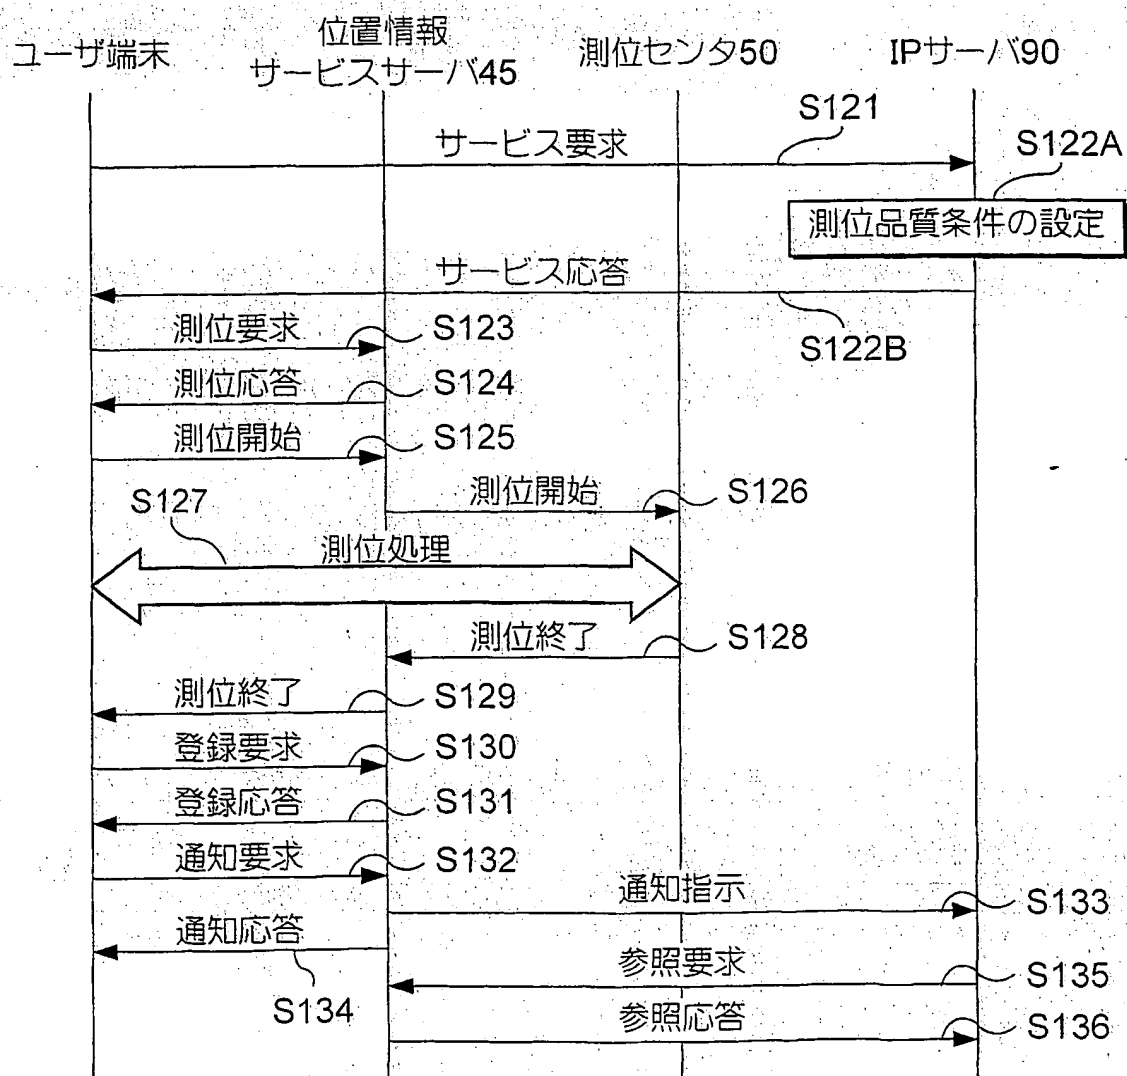 ユーザ端末
位置情報
サービスサーバ45
測位センタ50
IPサーバ90
S121
サービス要求
S122A
測位品質条件の設定
サービス応答
S122B
測位要求
S123
測位応答
S124
測位開始
S125
測位開始
S126
S127
測位処理
測位終了
S128
測位終了
S129
登録要求
S130
登録応答
S131
通知要求
S132
通知指示
S133
通知応答
S134
参照要求
S135
参照応答
S136